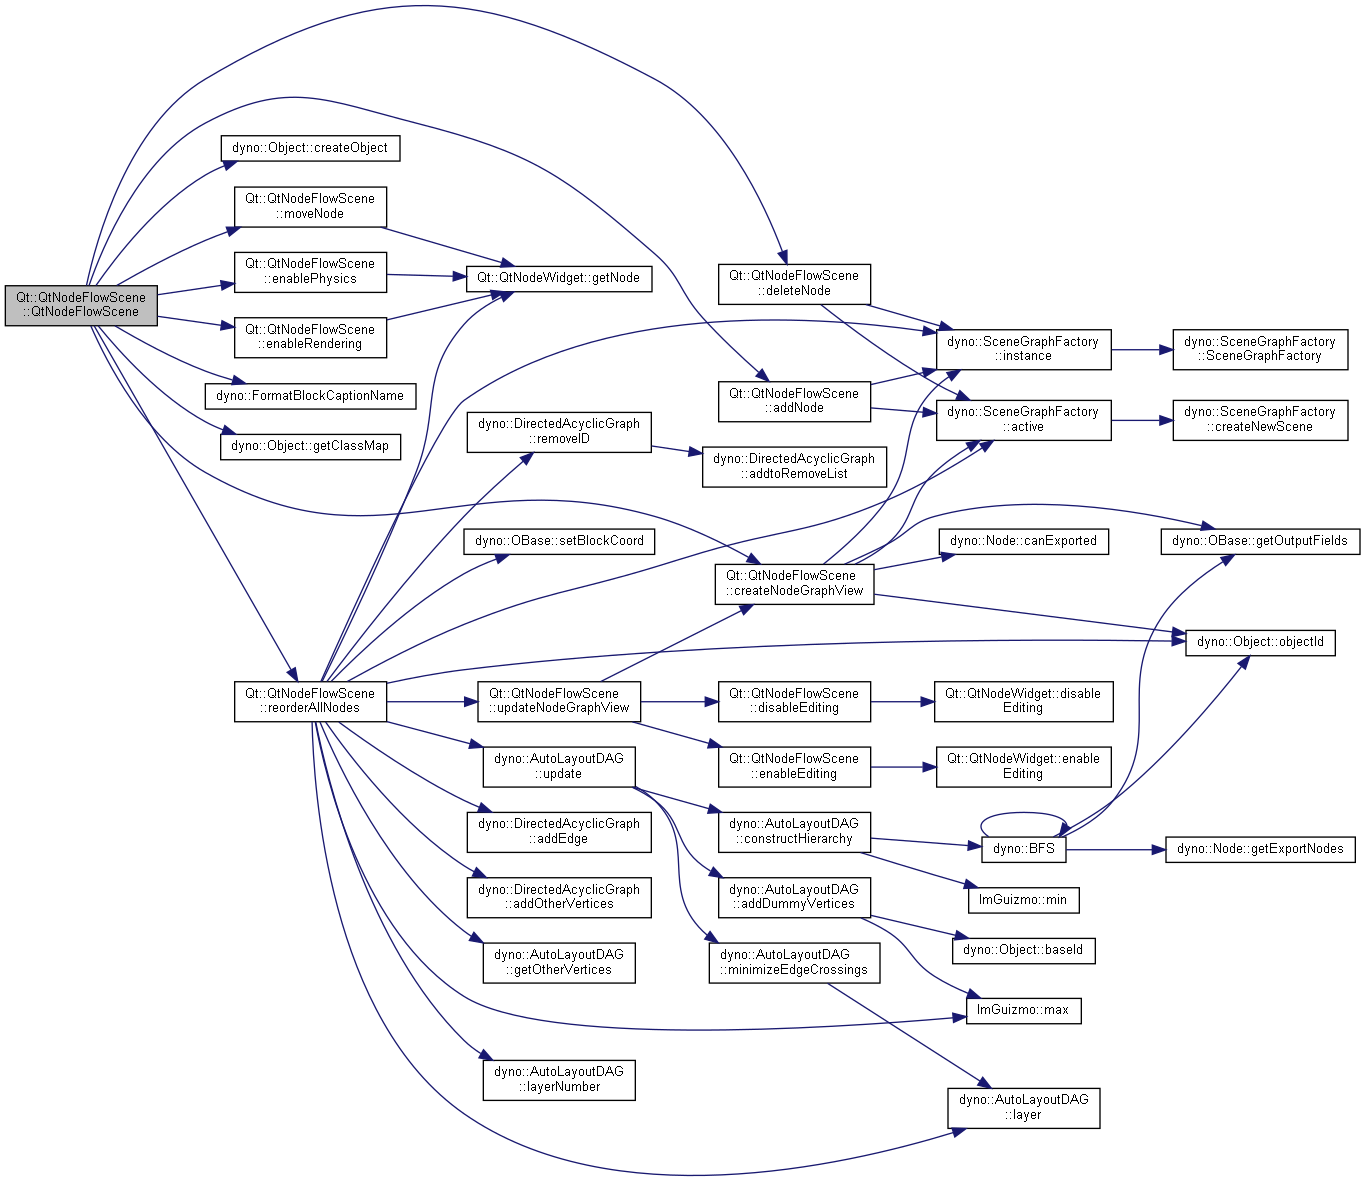 Qt::QtNodeFlowScene
::QtNodeFlowScene
dyno::Object::createObject
Qt::QtNodeFlowScene
::moveNode
Qt::QtNodeFlowScene
::enablePhysics
Qt::QtNodeFlowScene
::enableRendering
dyno::FormatBlockCaptionName
dyno::Object::getClassMap
Qt::QtNodeFlowScene
::reorderAllNodes
Qt::QtNodeWidget::getNode
dyno::DirectedAcyclicGraph
::removeID
dyno::OBase::setBlockCoord
Qt::QtNodeFlowScene
::updateNodeGraphView
dyno::AutoLayoutDAG
::update
dyno::DirectedAcyclicGraph
::addEdge
dyno::DirectedAcyclicGraph
::addOtherVertices
dyno::AutoLayoutDAG
::getOtherVertices
dyno::AutoLayoutDAG
::layerNumber
Qt::QtNodeFlowScene
::deleteNode
Qt::QtNodeFlowScene
::addNode
dyno::DirectedAcyclicGraph
::addtoRemoveList
Qt::QtNodeFlowScene
::createNodeGraphView
Qt::QtNodeFlowScene
::disableEditing
Qt::QtNodeFlowScene
::enableEditing
dyno::AutoLayoutDAG
::constructHierarchy
dyno::AutoLayoutDAG
::addDummyVertices
dyno::AutoLayoutDAG
::minimizeEdgeCrossings
dyno::SceneGraphFactory
::instance
dyno::SceneGraphFactory
::active
dyno::Node::canExported
Qt::QtNodeWidget::disable
Editing
Qt::QtNodeWidget::enable
Editing
dyno::BFS
ImGuizmo::min
dyno::Object::baseId
ImGuizmo::max
dyno::AutoLayoutDAG
::layer
dyno::SceneGraphFactory
::SceneGraphFactory
dyno::SceneGraphFactory
::createNewScene
dyno::OBase::getOutputFields
dyno::Object::objectId
dyno::Node::getExportNodes